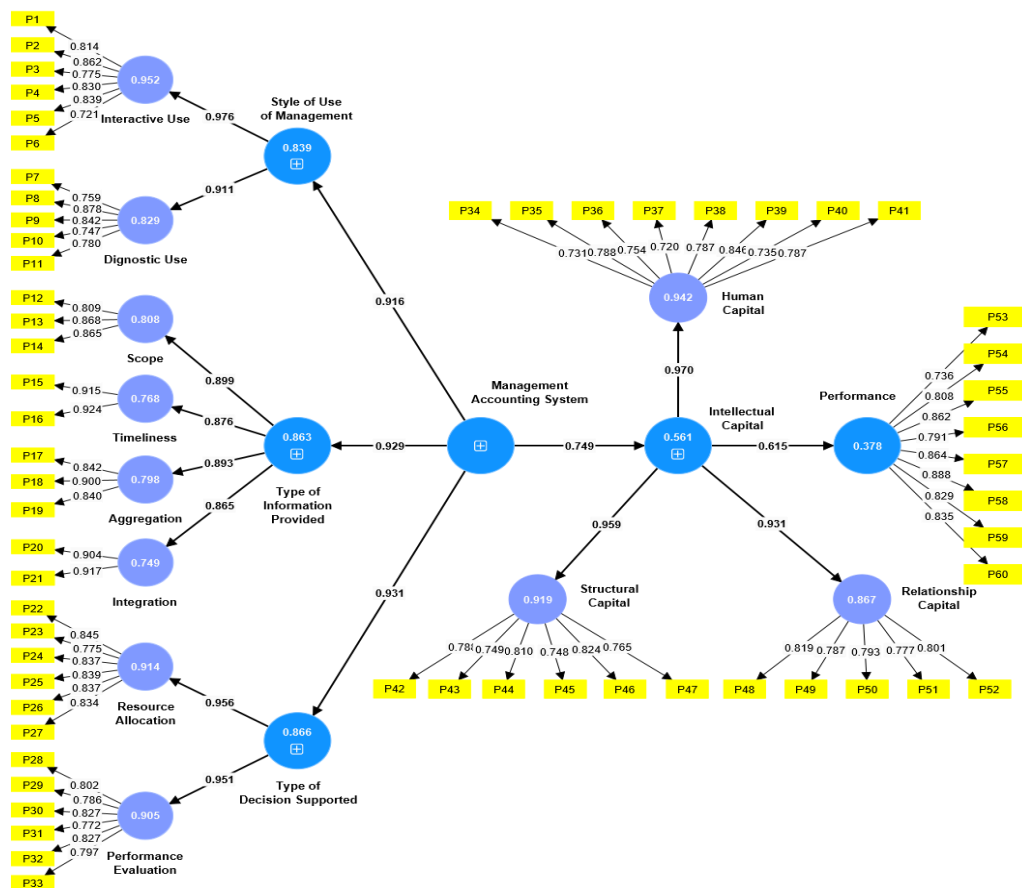 P1
P2
P3
P4
P5
P6
0.814
0.862
0.775
0.830
0.839
0.721
0.952
Interactive Use
0.976
Style of Use
of Management
0.839
0.911
P7
P8
P9
P10
P11
0.759
0.878
0.842
0.747
0.780
0.829
Dignostic Use
0.916
P12
P13
P14
0.809
0.868
0.865
0.808
Scope
0.899
P15
P16
0.915
0.924
0.768
Timeliness
0.876
P17
P18
P19
0.842
0.900
0.840
0.798
Aggregation
0.893
P20
P21
0.904
0.917
0.749
Integration
0.865
0.863
Type of
Information
Provided
0.929
Management
Accounting System
0.749
0.931
P22
P23
P24
P25
P26
P27
0.845
0.775
0.837
0.839
0.837
0.834
0.914
Resource
Allocation
0.956
0.866
Type of
Decision Supported
0.951
P28
P29
P30
P31
P32
P33
0.802
0.786
0.827
0.772
0.827
0.797
0.905
Performance
Evaluation
P34
P35
P36
P37
P38
P39
P40
P41
0.731
0.788
0.754
0.720
0.787
0.846
0.735
0.787
0.942
Human
Capital
0.970
Intellectual
Capital
0.561
0.615
Performance
0.378
P53
P54
P55
P56
P57
P58
P59
P60
0.736
0.808
0.862
0.791
0.864
0.888
0.829
0.835
0.959
0.931
0.919
Structural
Capital
0.749
0.810
0.748
0.824
0.765
P42
P43
P44
P45
P46
P47
0.867
Relationship
Capital
0.819
0.787
0.793
0.777
0.801
P48
P49
P50
P51
P52